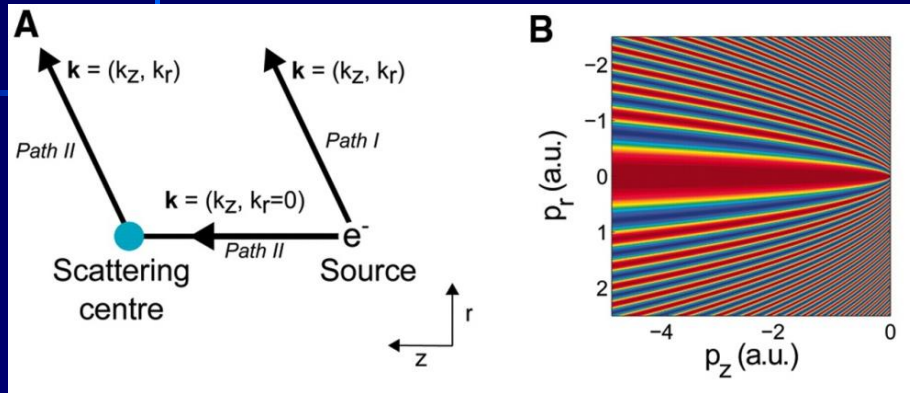 A
k = (kz, kr)
k = (kz, kr)
Path II
Path I
k = (kz, kr=0)
Path II
e-
Scattering
centre
Source
r
z
B
pr (a.u.)
−2
−1
0
1
2
−4
−2
0
pz (a.u.)